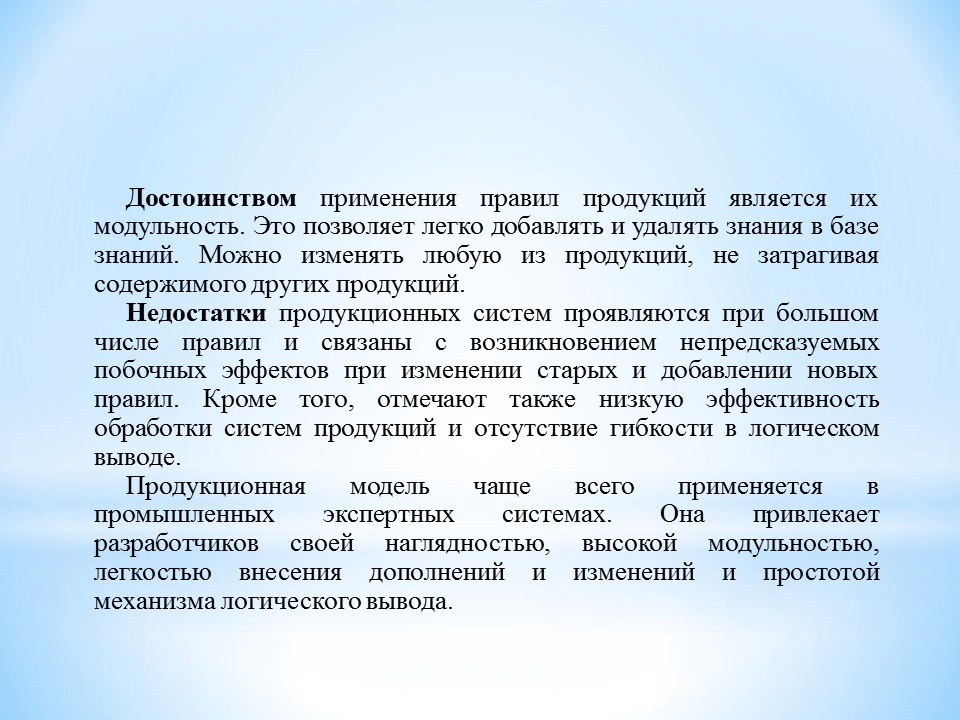 Достоинством применения правил продукций является их
модульность. Это позволяет легко добавлять и удалять знания в базе
знаний. Можно изменять любую из продукций, не затрагивая
содержимого других продукций.
Недостатки продукционных систем проявляются при большом
числе правил и связаны с возникновением непредсказуемых
побочных эффектов при изменении старых и добавлении новых
правил. Кроме того, отмечают также низкую эффективность
обработки систем продукций и отсутствие гибкости в логическом
выводе.
Продукционная модель чаще всего применяется в
промышленных экспертных системах. Она привлекает
разработчиков своей наглядностью, высокой модульностью,
легкостью внесения дополнений и изменений и простотой
механизма логического вывода.